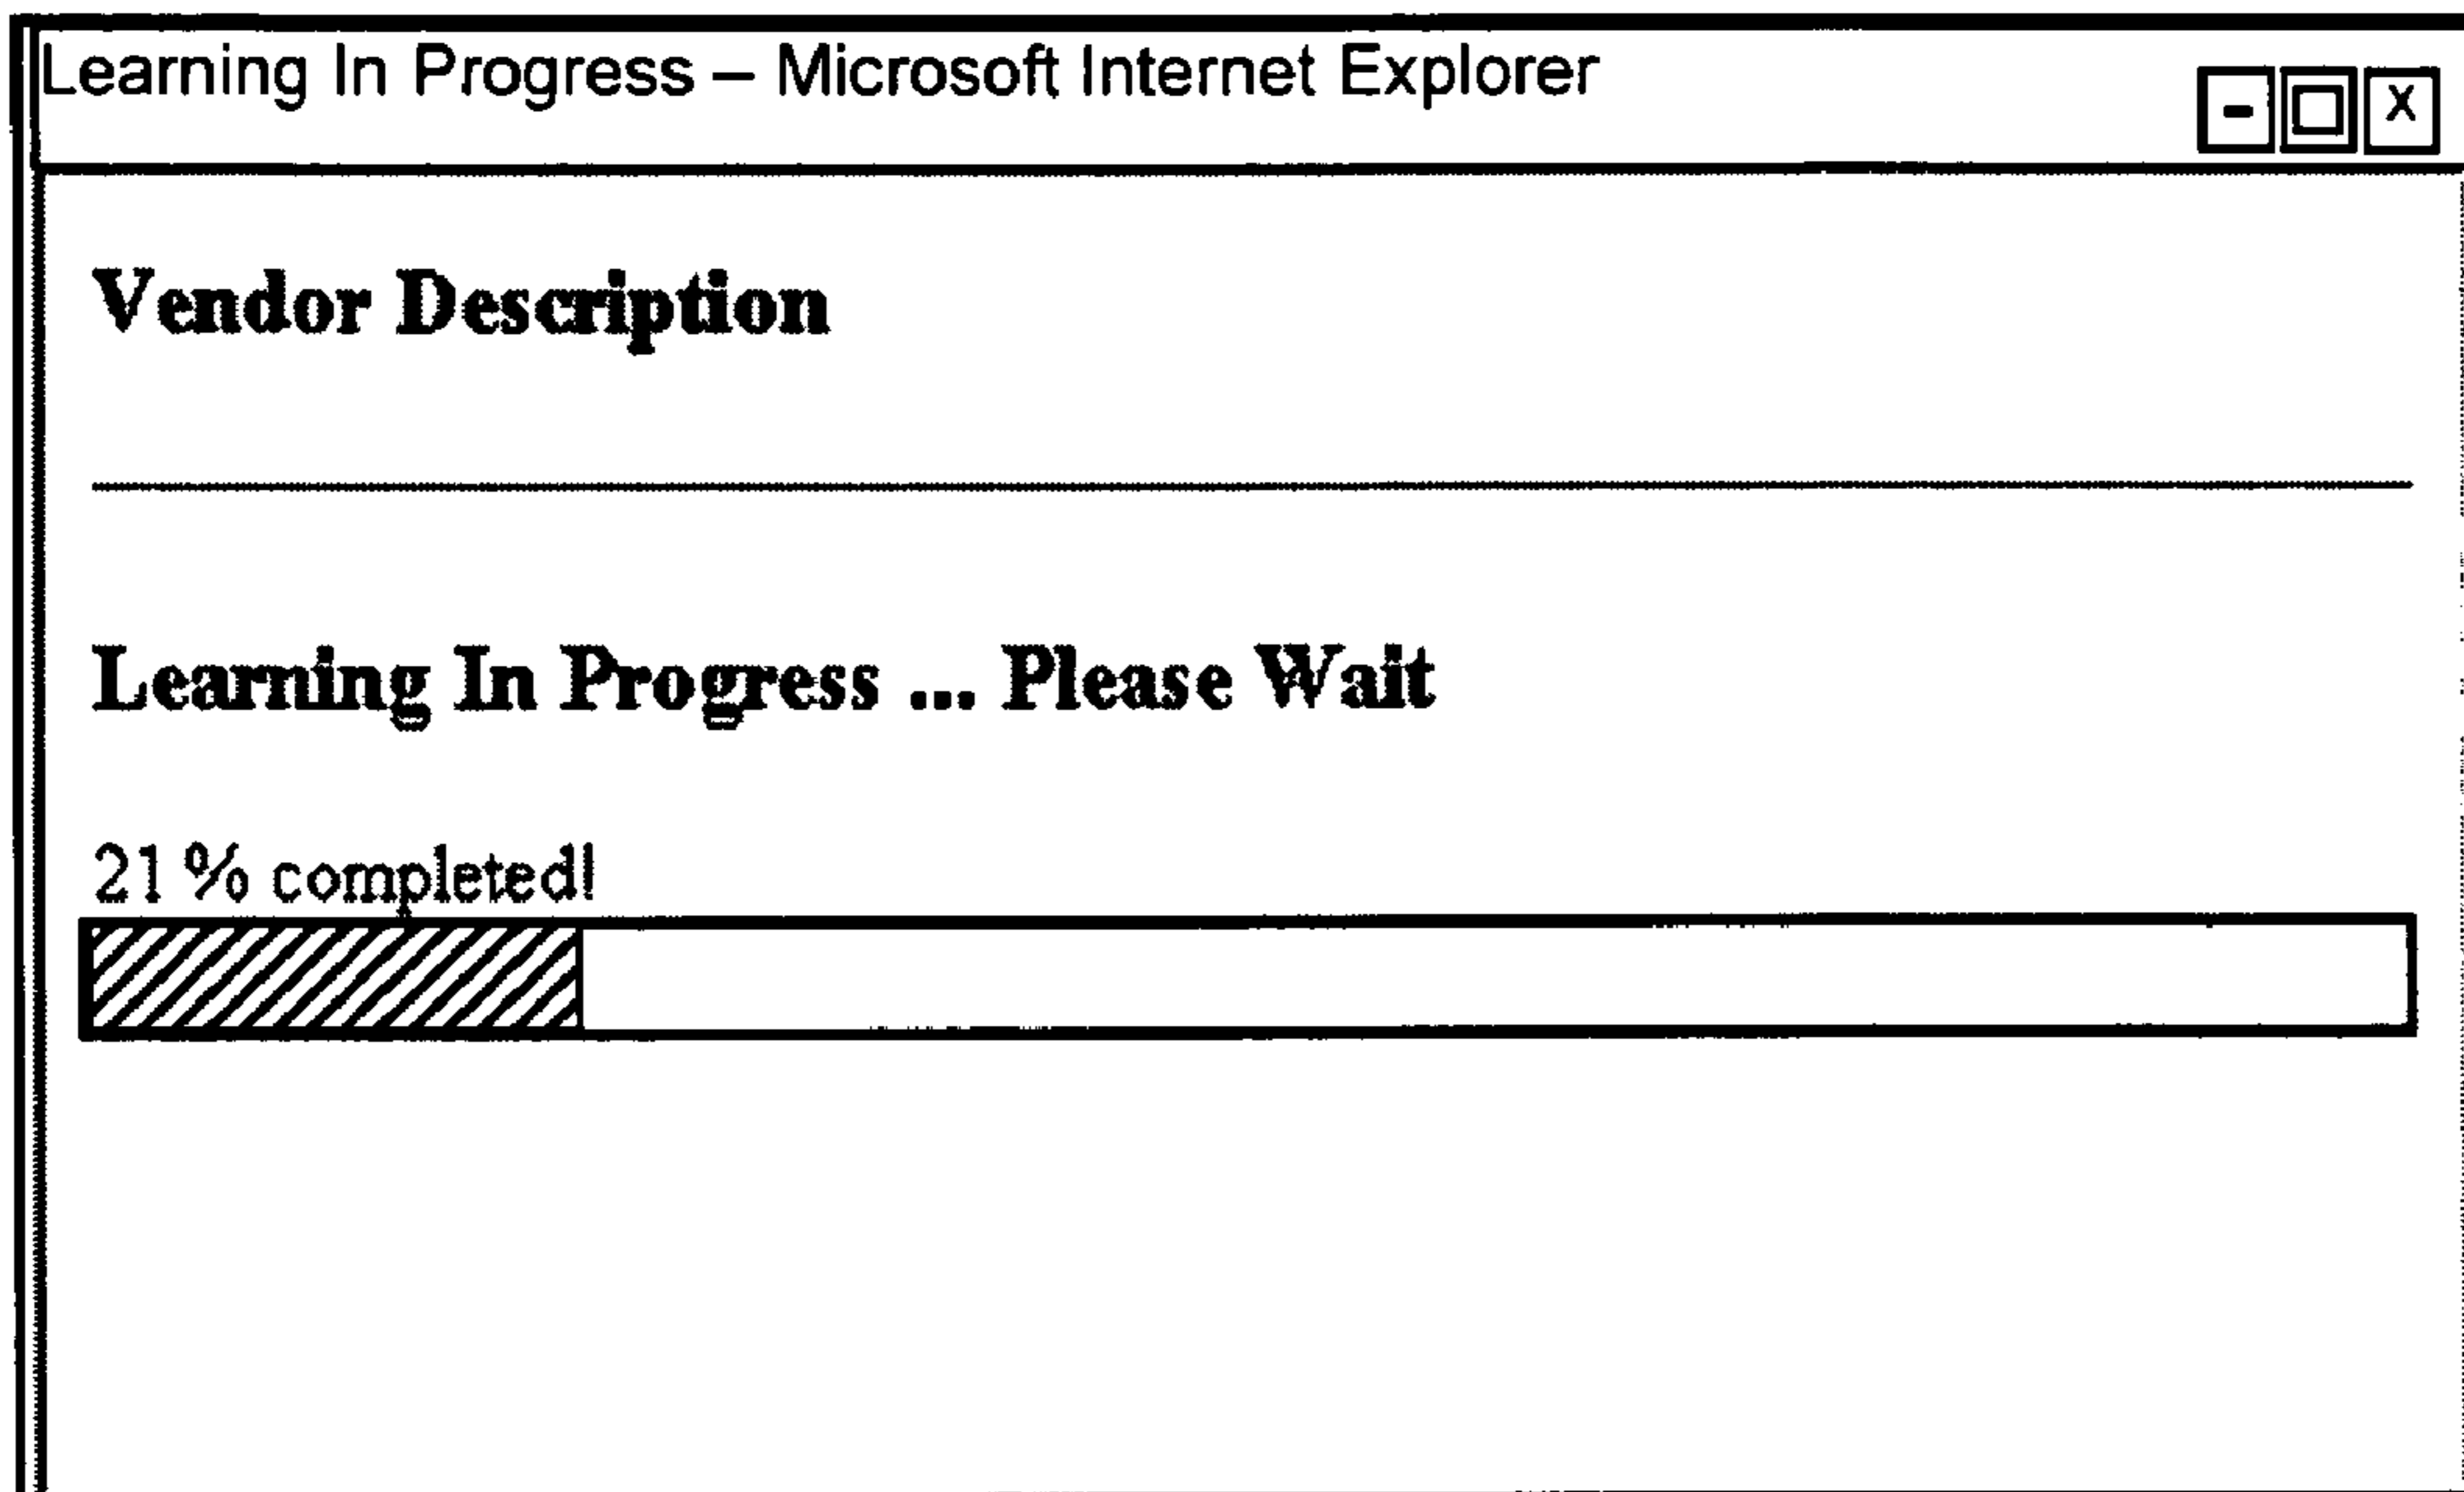 Learning In Progress – Microsoft Internet Explorer
- X
Vendor Description
Learning In Progress ... Please Wait
21 % completed!